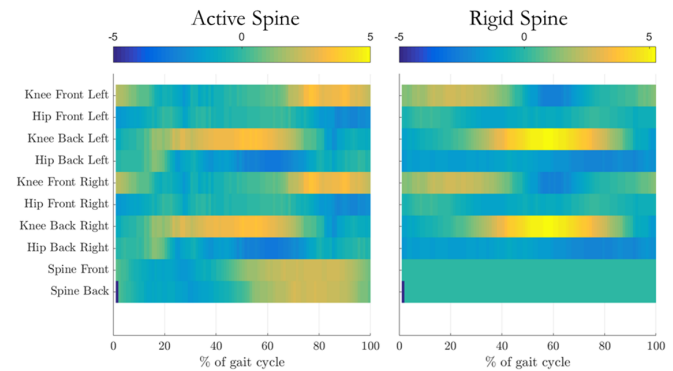 Active Spine Rigid Spine
-5 0 5 -5 0 5
Knee Front Left
Hip Front Left
Knee Back Left
Hip Back Left
Knee Front Right
Hip Front Right
Knee Back Right
Hip Back Right
Spine Front
Spine Back
0 20 40 60 80 100 0 20 40 60 80 100
% of gait cycle % of gait cycle